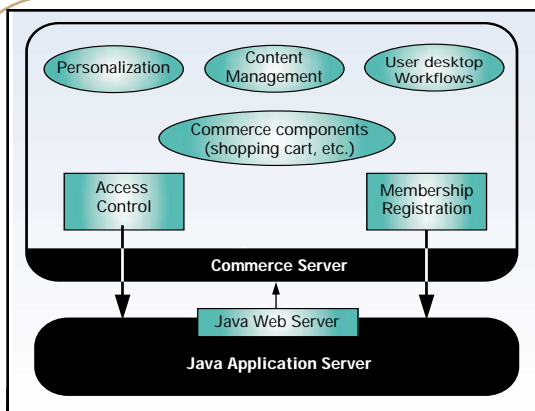 Personalization
Content
Management
User desktop
Workflows
Commerce components
(shopping cart, etc.)
Access
Control
Membership
Registration
Commerce Server
Java Web Server
Java Application Server